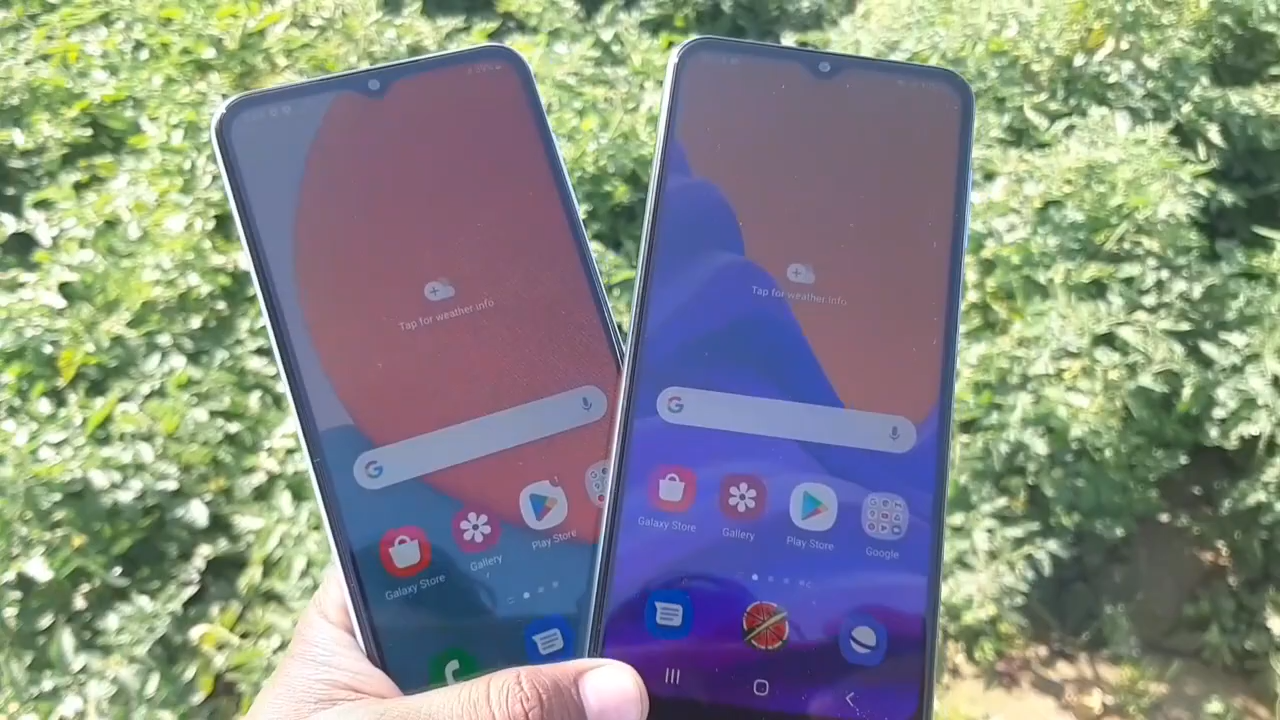 Tap for weather info
Galaxy Store
Gallery
Play Store
Tap for weather info
Galaxy Store
Gallery
Play Store
Google